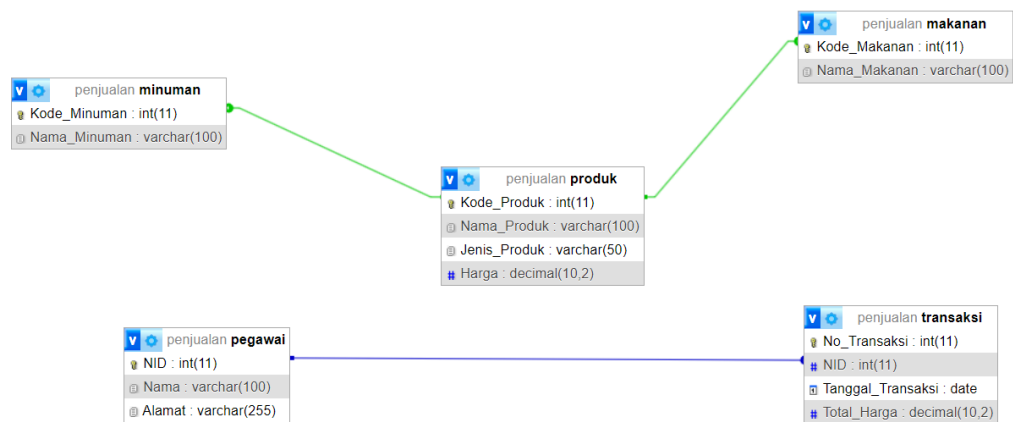 penjualan makanan
Kode_Makanan : int(11)
Nama_Makanan : varchar(100)
penjualan minuman
Kode_Minuman : int(11)
Nama_Minuman : varchar(100)
penjualan produk
Kode_Produk : int(11)
Nama_Produk : varchar(100)
Jenis_Produk : varchar(50)
# Harga : decimal(10,2)
penjualan pegawai
NID : int(11)
Nama : varchar(100)
Alamat : varchar(255)
penjualan transaksi
No_Transaksi : int(11)
# NID : int(11)
Tanggal_Transaksi : date
# Total_Harga : decimal(10,2)